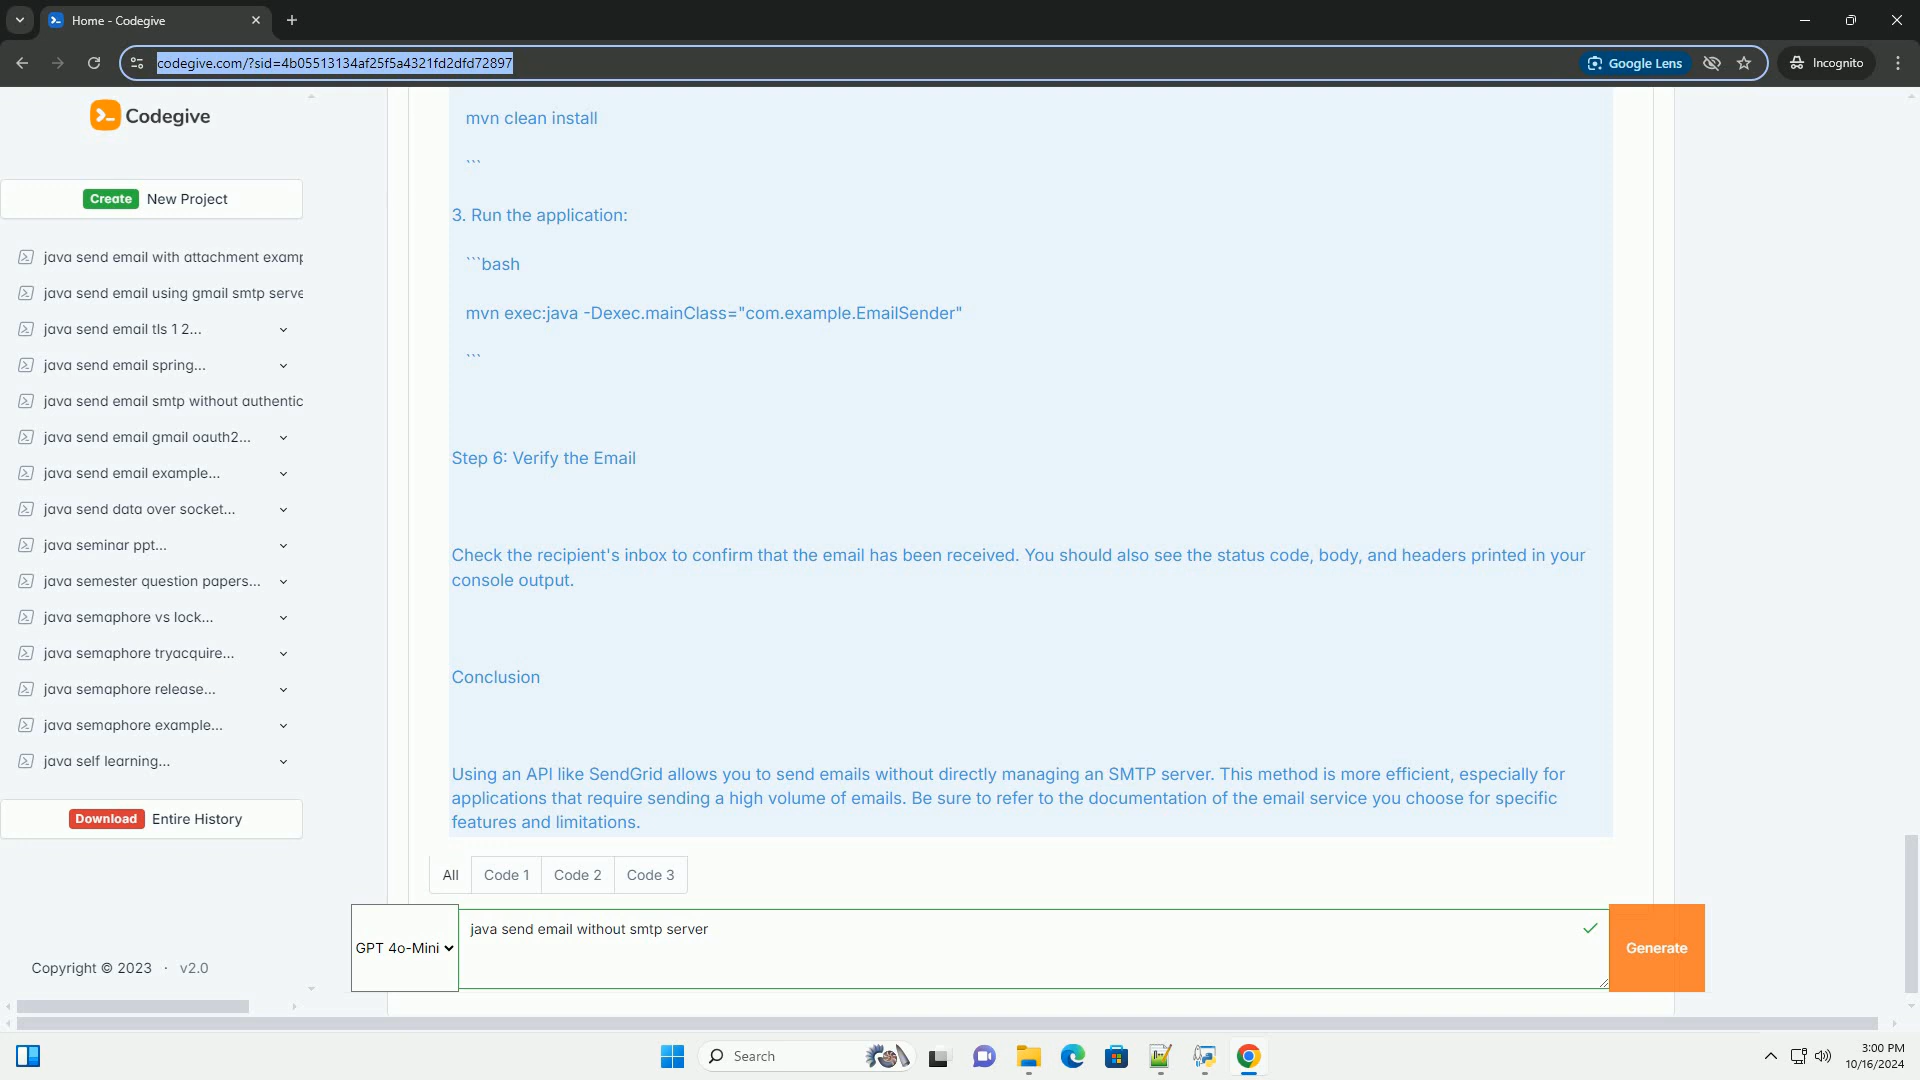 Home - Codegive
codegive.com/?sid=4b05513134af25f5a4321fd2dfd72897
Google Lens
Incognito
Codegive
Create New Project
java send email with attachment examp
java send email using gmail smtp serve
java send email tls 1 2...
java send email spring...
java send email smtp without authentic
java send email gmail oauth2...
java send email example...
java send data over socket...
java seminar ppt...
java semester question papers...
java semaphore vs lock...
java semaphore tryacquire...
java semaphore release...
java semaphore example...
java self learning...
Download Entire History
Copyright © 2023 · v2.0
mvn clean install
```
3. Run the application:
```bash
mvn exec:java -Dexec.mainClass="com.example.EmailSender"
```
Step 6: Verify the Email
Check the recipient's inbox to confirm that the email has been received. You should also see the status code, body, and headers printed in your
console output.
Conclusion
Using an API like SendGrid allows you to send emails without directly managing an SMTP server. This method is more efficient, especially for
applications that require sending a high volume of emails. Be sure to refer to the documentation of the email service you choose for specific
features and limitations.
All Code 1 Code 2 Code 3
GPT 4o-Mini
java send email without smtp server
Generate
Search
3:00 PM
10/16/2024